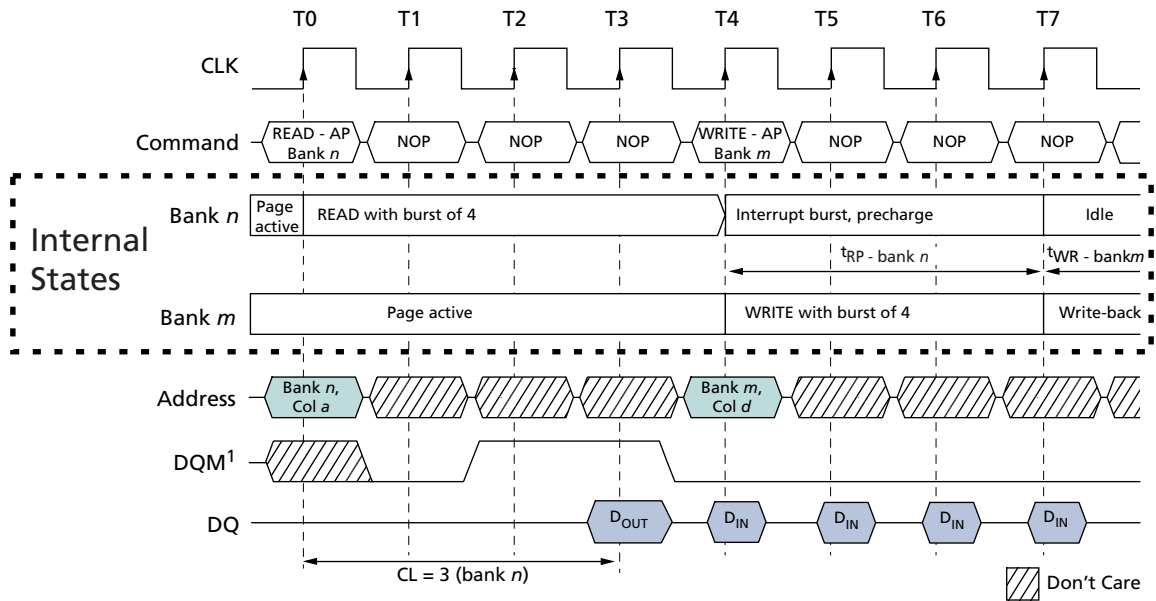 T0 T1 T2 T3 T4 T5 T6 T7
CLK
READ - AP NOP NOP NOP WRITE - AP NOP NOP NOP
Command
Bank n Bank m
Page
active
READ with burst of 4
Interrupt burst, precharge
Idle
Bank n
Internal
States
tRP - bank n
tWR - bankm
Bank m
Page active
WRITE with burst of 4
Write-back
Address
Bank n,
Col a
Bank m,
Col d
DQM1
DQ
DOUT DIN DIN DIN DIN
CL = 3 (bank n)
Don't Care